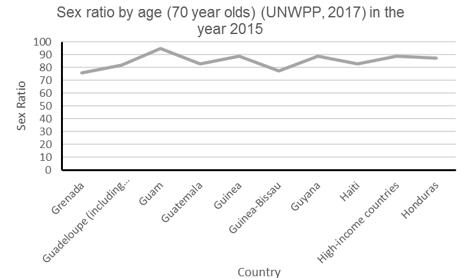 Sex ratio by age (70 year olds) (UNWPP, 2017) in the
year 2015
100
90
80
70
60
50
40
30
20
10
0
Sex Ratio
Grenada
Guadeloupe (including...
Guam
Guatemala
Guinea
Guinea-Bissau
Guyana
Haiti
High-income countries
Honduras
Country